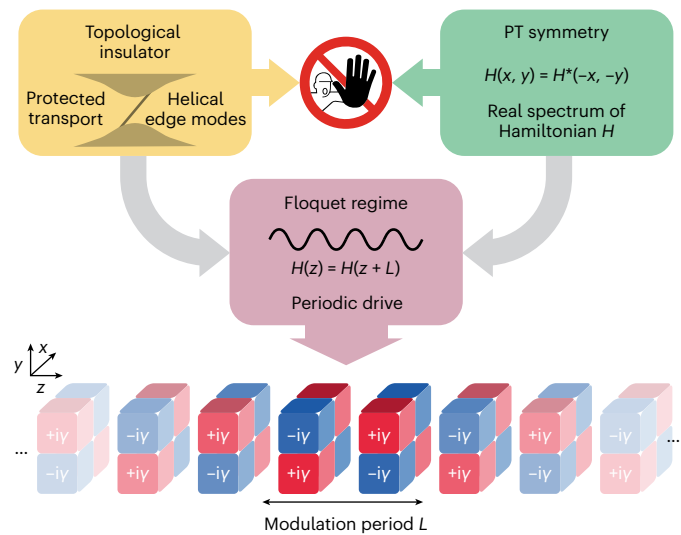 Topological
insulator
Protected
transport
Helical
edge modes
PT symmetry
H(x, y) = H*(−x, −y)
Real spectrum of
Hamiltonian H
Floquet regime
H(z) = H(z + L)
Periodic drive
y
x
z
...
+iγ
−iγ
+iγ
−iγ
+iγ
−iγ
+iγ
−iγ
...
−iγ
+iγ
−iγ
+iγ
−iγ
+iγ
−iγ
+iγ
Modulation period L